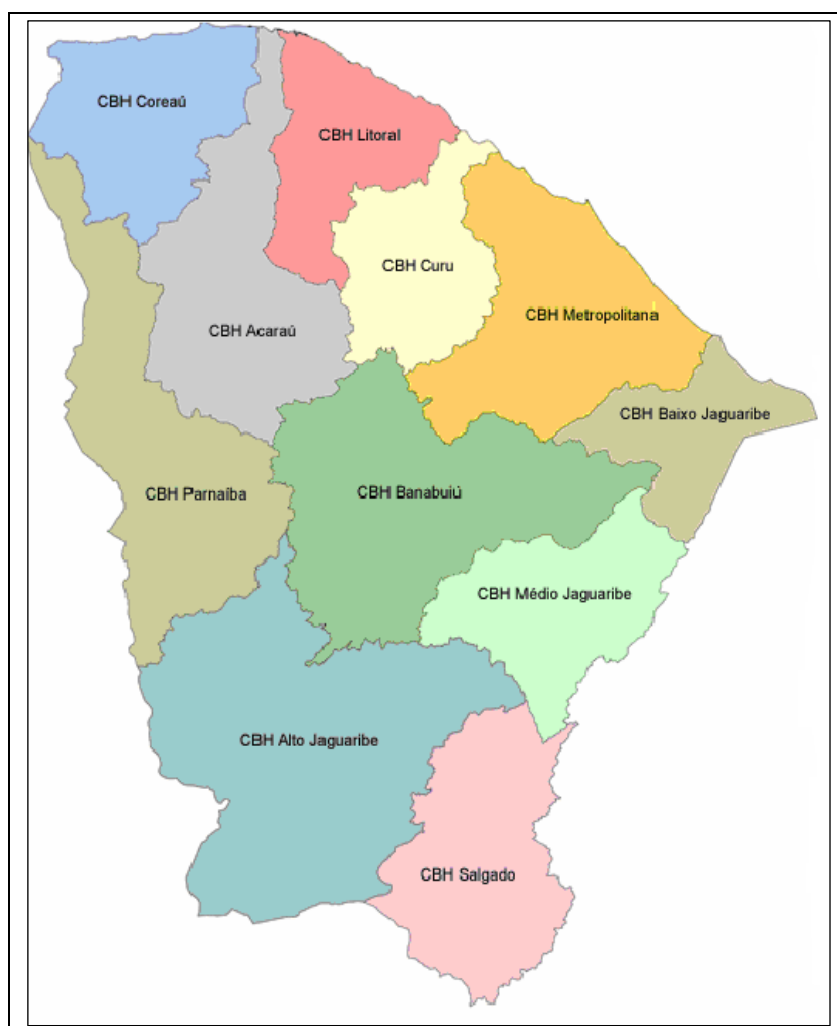 CBH Coreaú
CBH Litoral
CBH Curu
CBH Metropolitana
CBH Acaraú
CBH Baixo Jaguaribe
CBH Parnaíba
CBH Banabuiú
CBH Médio Jaguaribe
CBH Alto Jaguaribe
CBH Salgado